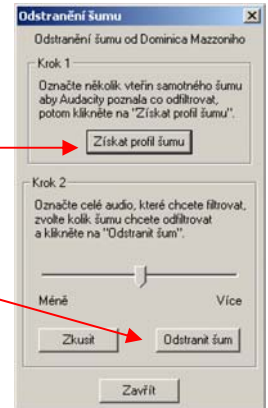 Odstranění šumu
Odstranění šumu od Dominica Mazzoniho
Krok 1
Označte několik vteřin samotného šumu
aby Audacity poznala co odfiltrovat,
potom klikněte na "Získat profil šumu".
Získat profil šumu
Krok 2
Označte celé audio, které chcete filtrovat,
zvolte kolik šumu chcete odfiltrovat
a klikněte na "Odstranit šum".
Méně Více
Zkusit Odstranit šum
Zavřít